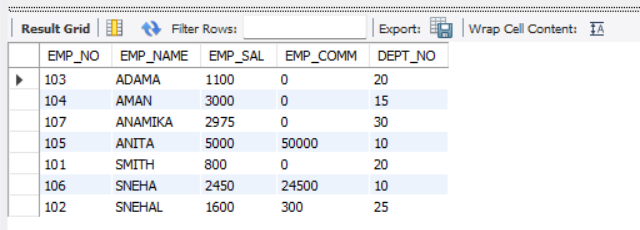 Result Grid Filter Rows: Export: Wrap Cell Content:
EMP_NO EMP_NAME EMP_SAL EMP_COMM DEPT_NO
103 ADAMA 1100 0 20
104 AMAN 3000 0 15
107 ANAMIKA 2975 0 30
105 ANITA 5000 50000 10
101 SMITH 800 0 20
106 SNEHA 2450 24500 10
102 SNEHAL 1600 300 25